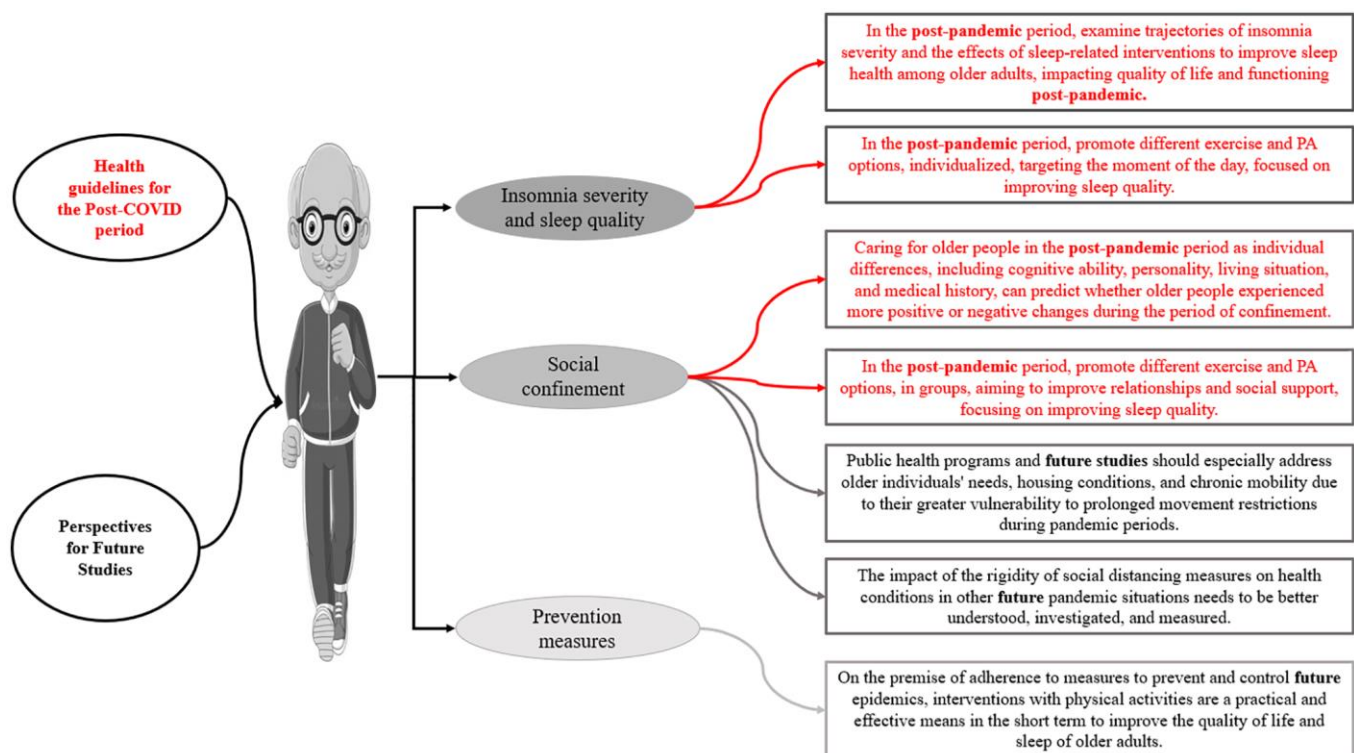 Health
guidelines for
the Post-COVID
period
Perspectives
for Future
Studies
Insomnia severity
and sleep quality
Social
confinement
Prevention
measures
In the post-pandemic period, examine trajectories of insomnia
severity and the effects of sleep-related interventions to improve sleep
health among older adults, impacting quality of life and functioning
post-pandemic.
In the post-pandemic period, promote different exercise and PA
options, individualized, targeting the moment of the day, focused on
improving sleep quality.
Caring for older people in the post-pandemic period as individual
differences, including cognitive ability, personality, living situation,
and medical history, can predict whether older people experienced
more positive or negative changes during the period of confinement.
In the post-pandemic period, promote different exercise and PA
options, in groups, aiming to improve relationships and social support,
focusing on improving sleep quality.
Public health programs and future studies should especially address
older individuals' needs, housing conditions, and chronic mobility due
to their greater vulnerability to prolonged movement restrictions
during pandemic periods.
The impact of the rigidity of social distancing measures on health
conditions in other future pandemic situations needs to be better
understood, investigated, and measured.
On the premise of adherence to measures to prevent and control future
epidemics, interventions with physical activities are a practical and
effective means in the short term to improve the quality of life and
sleep of older adults.